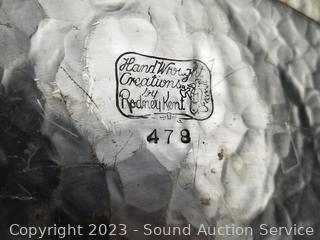 Hand Wrought
Creations
by
Rodney Kent
478
Copyright 2023 - Sound Auction Service